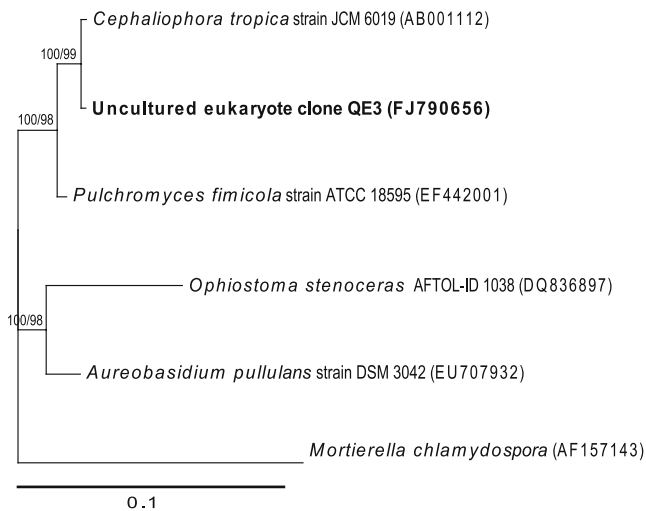 Cephaliophora tropica strain JCM 6019 (AB001112)
100/99
Uncultured eukaryote clone QE3 (FJ790656)
100/98
Pulchromyces fimicola strain ATCC 18595 (EF442001)
Ophiostoma stenoceras AFTOL-ID 1038 (DQ836897)
100/98
Aureobasidium pullulans strain DSM 3042 (EU707932)
Mortierella chlamydospora (AF157143)
0.1